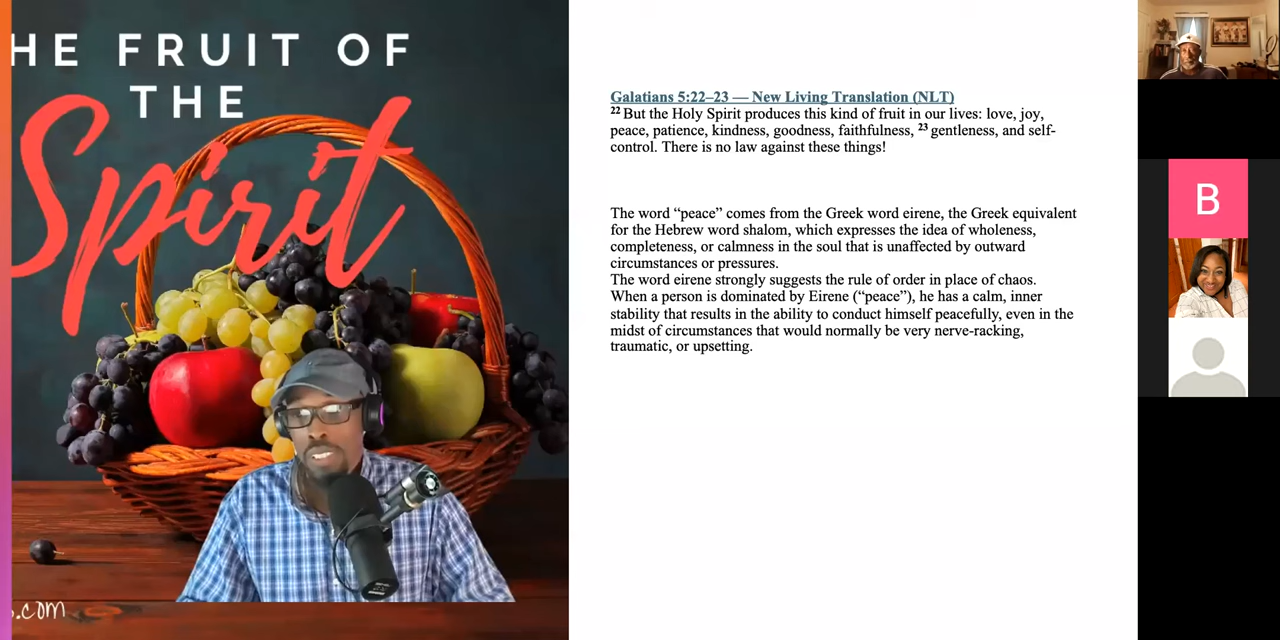 HE FRUIT OF
THE
Spirit
.com
Galatians 5:22–23 — New Living Translation (NLT)
22 But the Holy Spirit produces this kind of fruit in our lives: love, joy,
peace, patience, kindness, goodness, faithfulness, 23 gentleness, and self-
control. There is no law against these things!
The word “peace” comes from the Greek word eirene, the Greek equivalent
for the Hebrew word shalom, which expresses the idea of wholeness,
completeness, or calmness in the soul that is unaffected by outward
circumstances or pressures.
The word eirene strongly suggests the rule of order in place of chaos.
When a person is dominated by Eirene (“peace”), he has a calm, inner
stability that results in the ability to conduct himself peacefully, even in the
midst of circumstances that would normally be very nerve-racking,
traumatic, or upsetting.
B